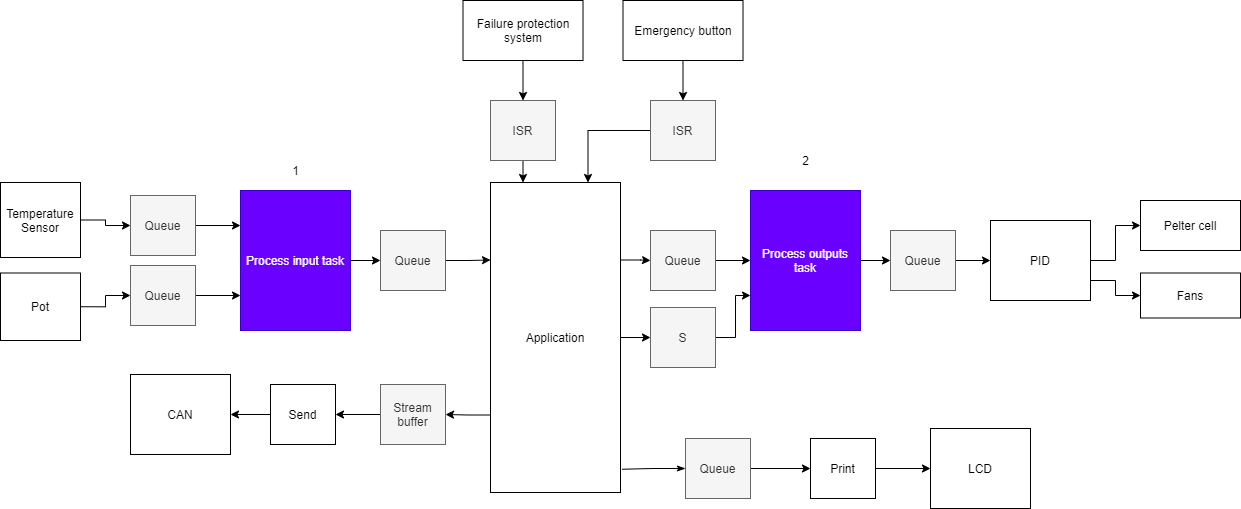 Failure protection
system
Emergency button
ISR
ISR
1
2
Temperature
Sensor
Queue
Process input task
Queue
Queue
Process outputs
task
Queue
PID
Pelter cell
Fans
Pot
Queue
Application
S
CAN
Send
Stream
buffer
Queue
Print
LCD